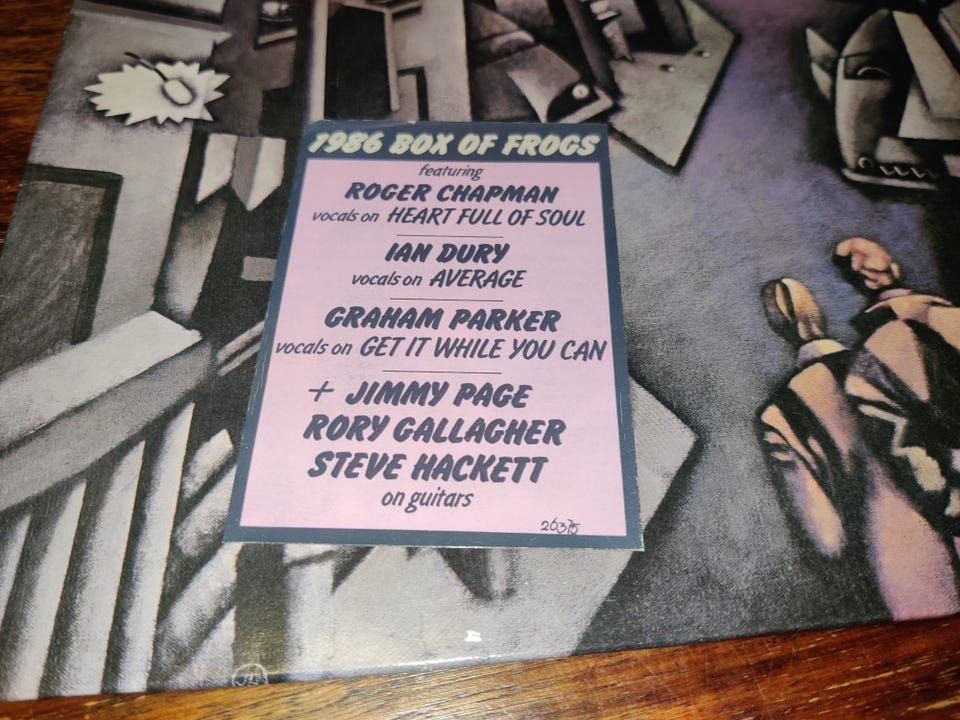 1986 BOX OF FROGS
featuring
ROGER CHAPMAN
vocals on HEART FULL OF SOUL
IAN DURY
vocals on AVERAGE
GRAHAM PARKER
vocals on GET IT WHILE YOU CAN
+ JIMMY PAGE
RORY GALLAGHER
STEVE HACKETT
on guitars
26375